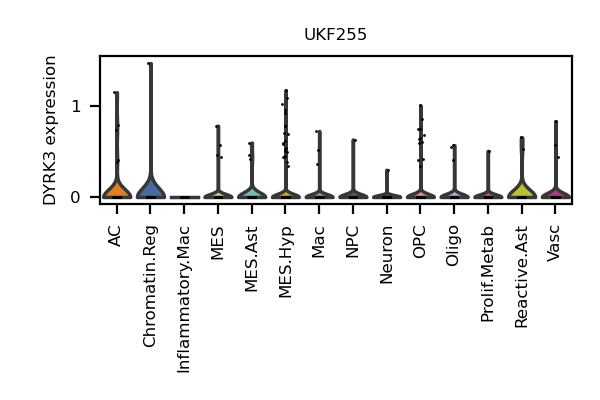 UKF255
DYRK3 expression
1
0
AC
Chromatin.Reg
Inflammatory.Mac
MES
MES.Ast
MES.Hyp
Mac
NPC
Neuron
OPC
Oligo
Prolif.Metab
Reactive.Ast
Vasc